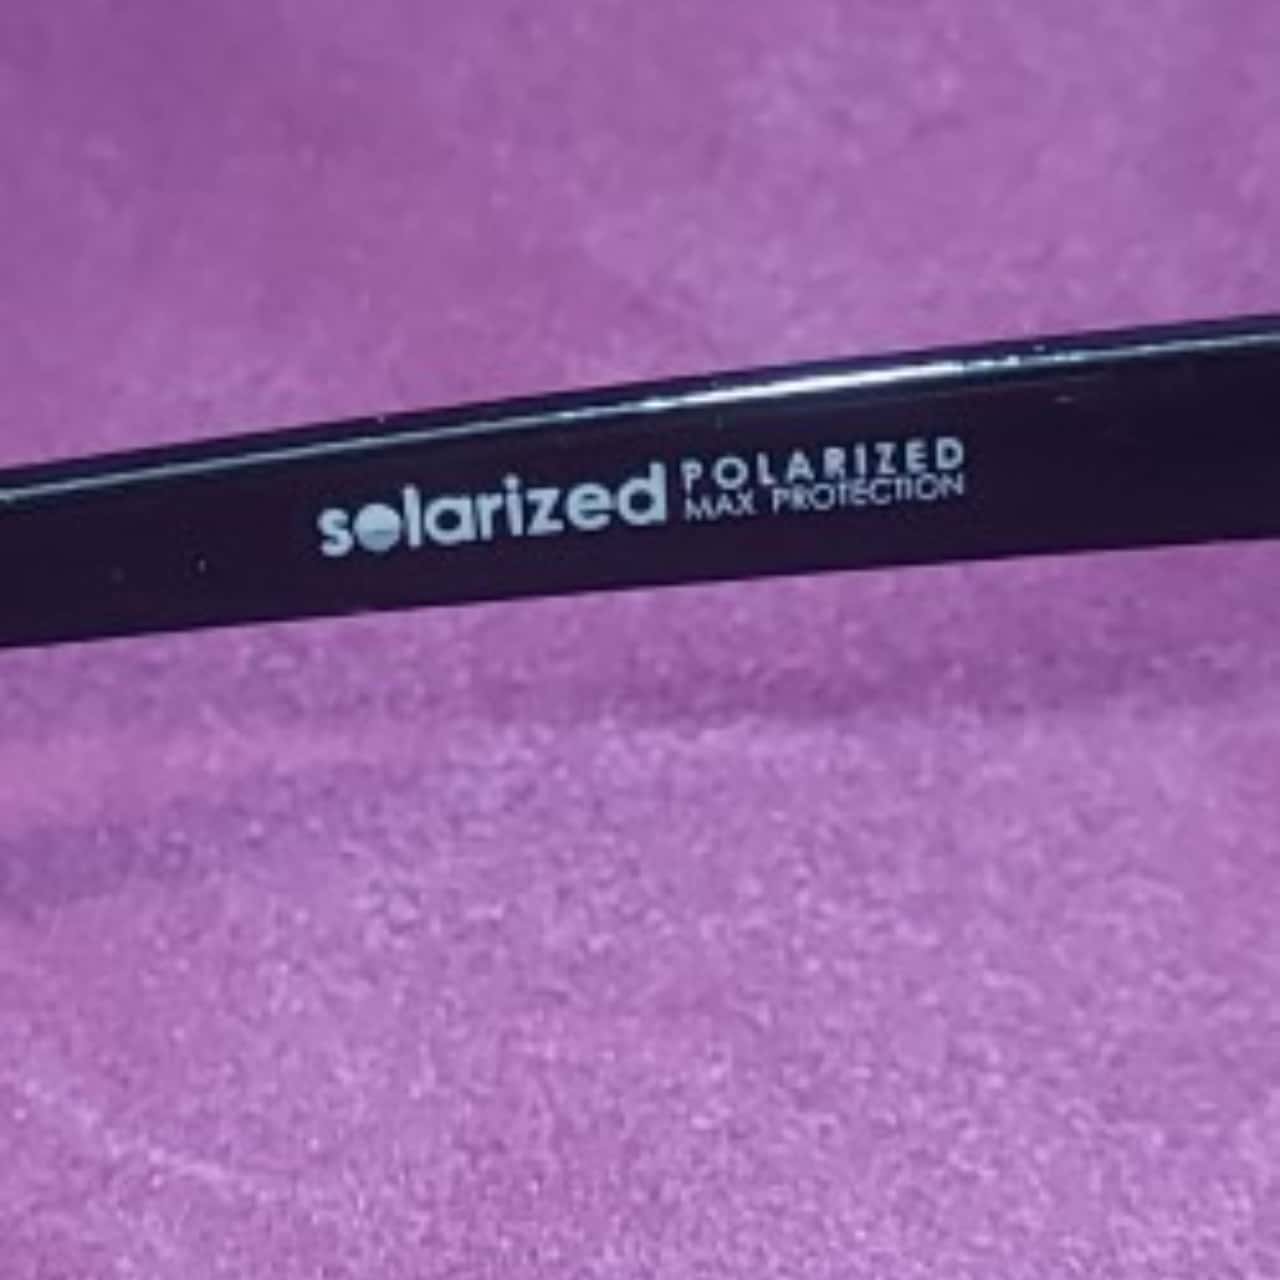 solarized
POLARIZED
MAX PROTECTION